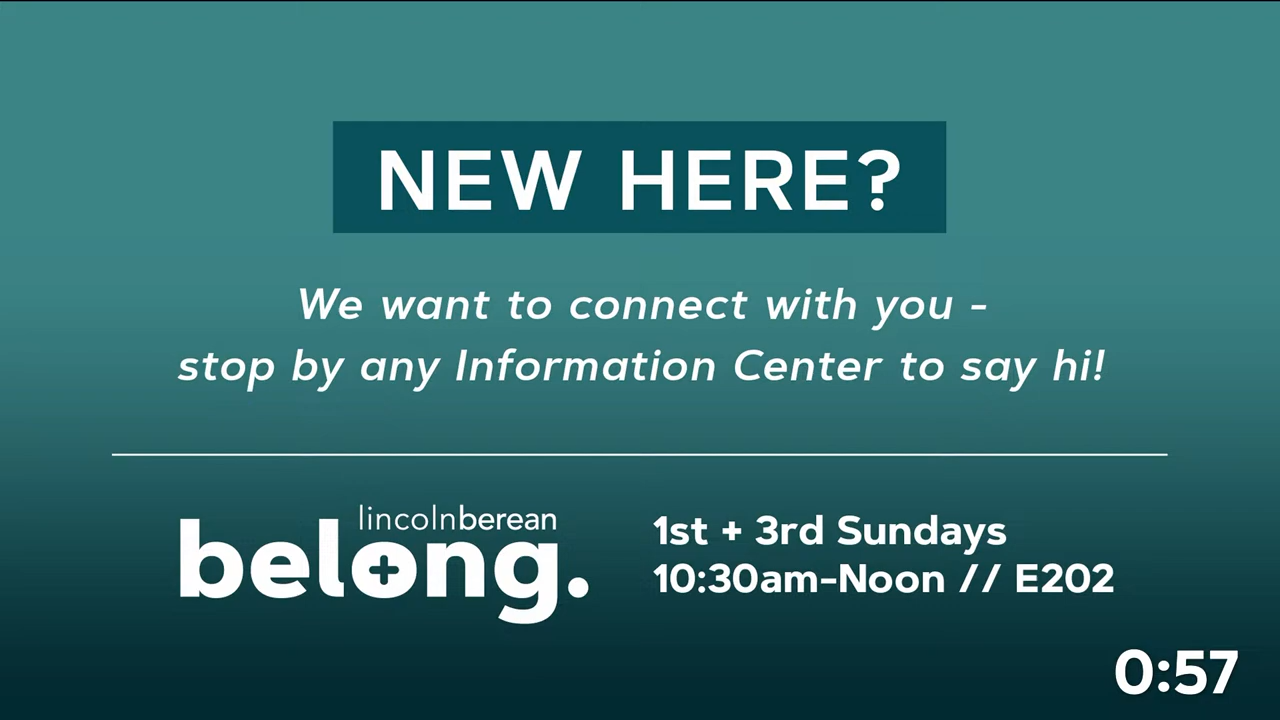 NEW HERE?
We want to connect with you -
stop by any Information Center to say hi!
lincolnberean
belong.
1st + 3rd Sundays
10:30am-Noon // E202
0:57